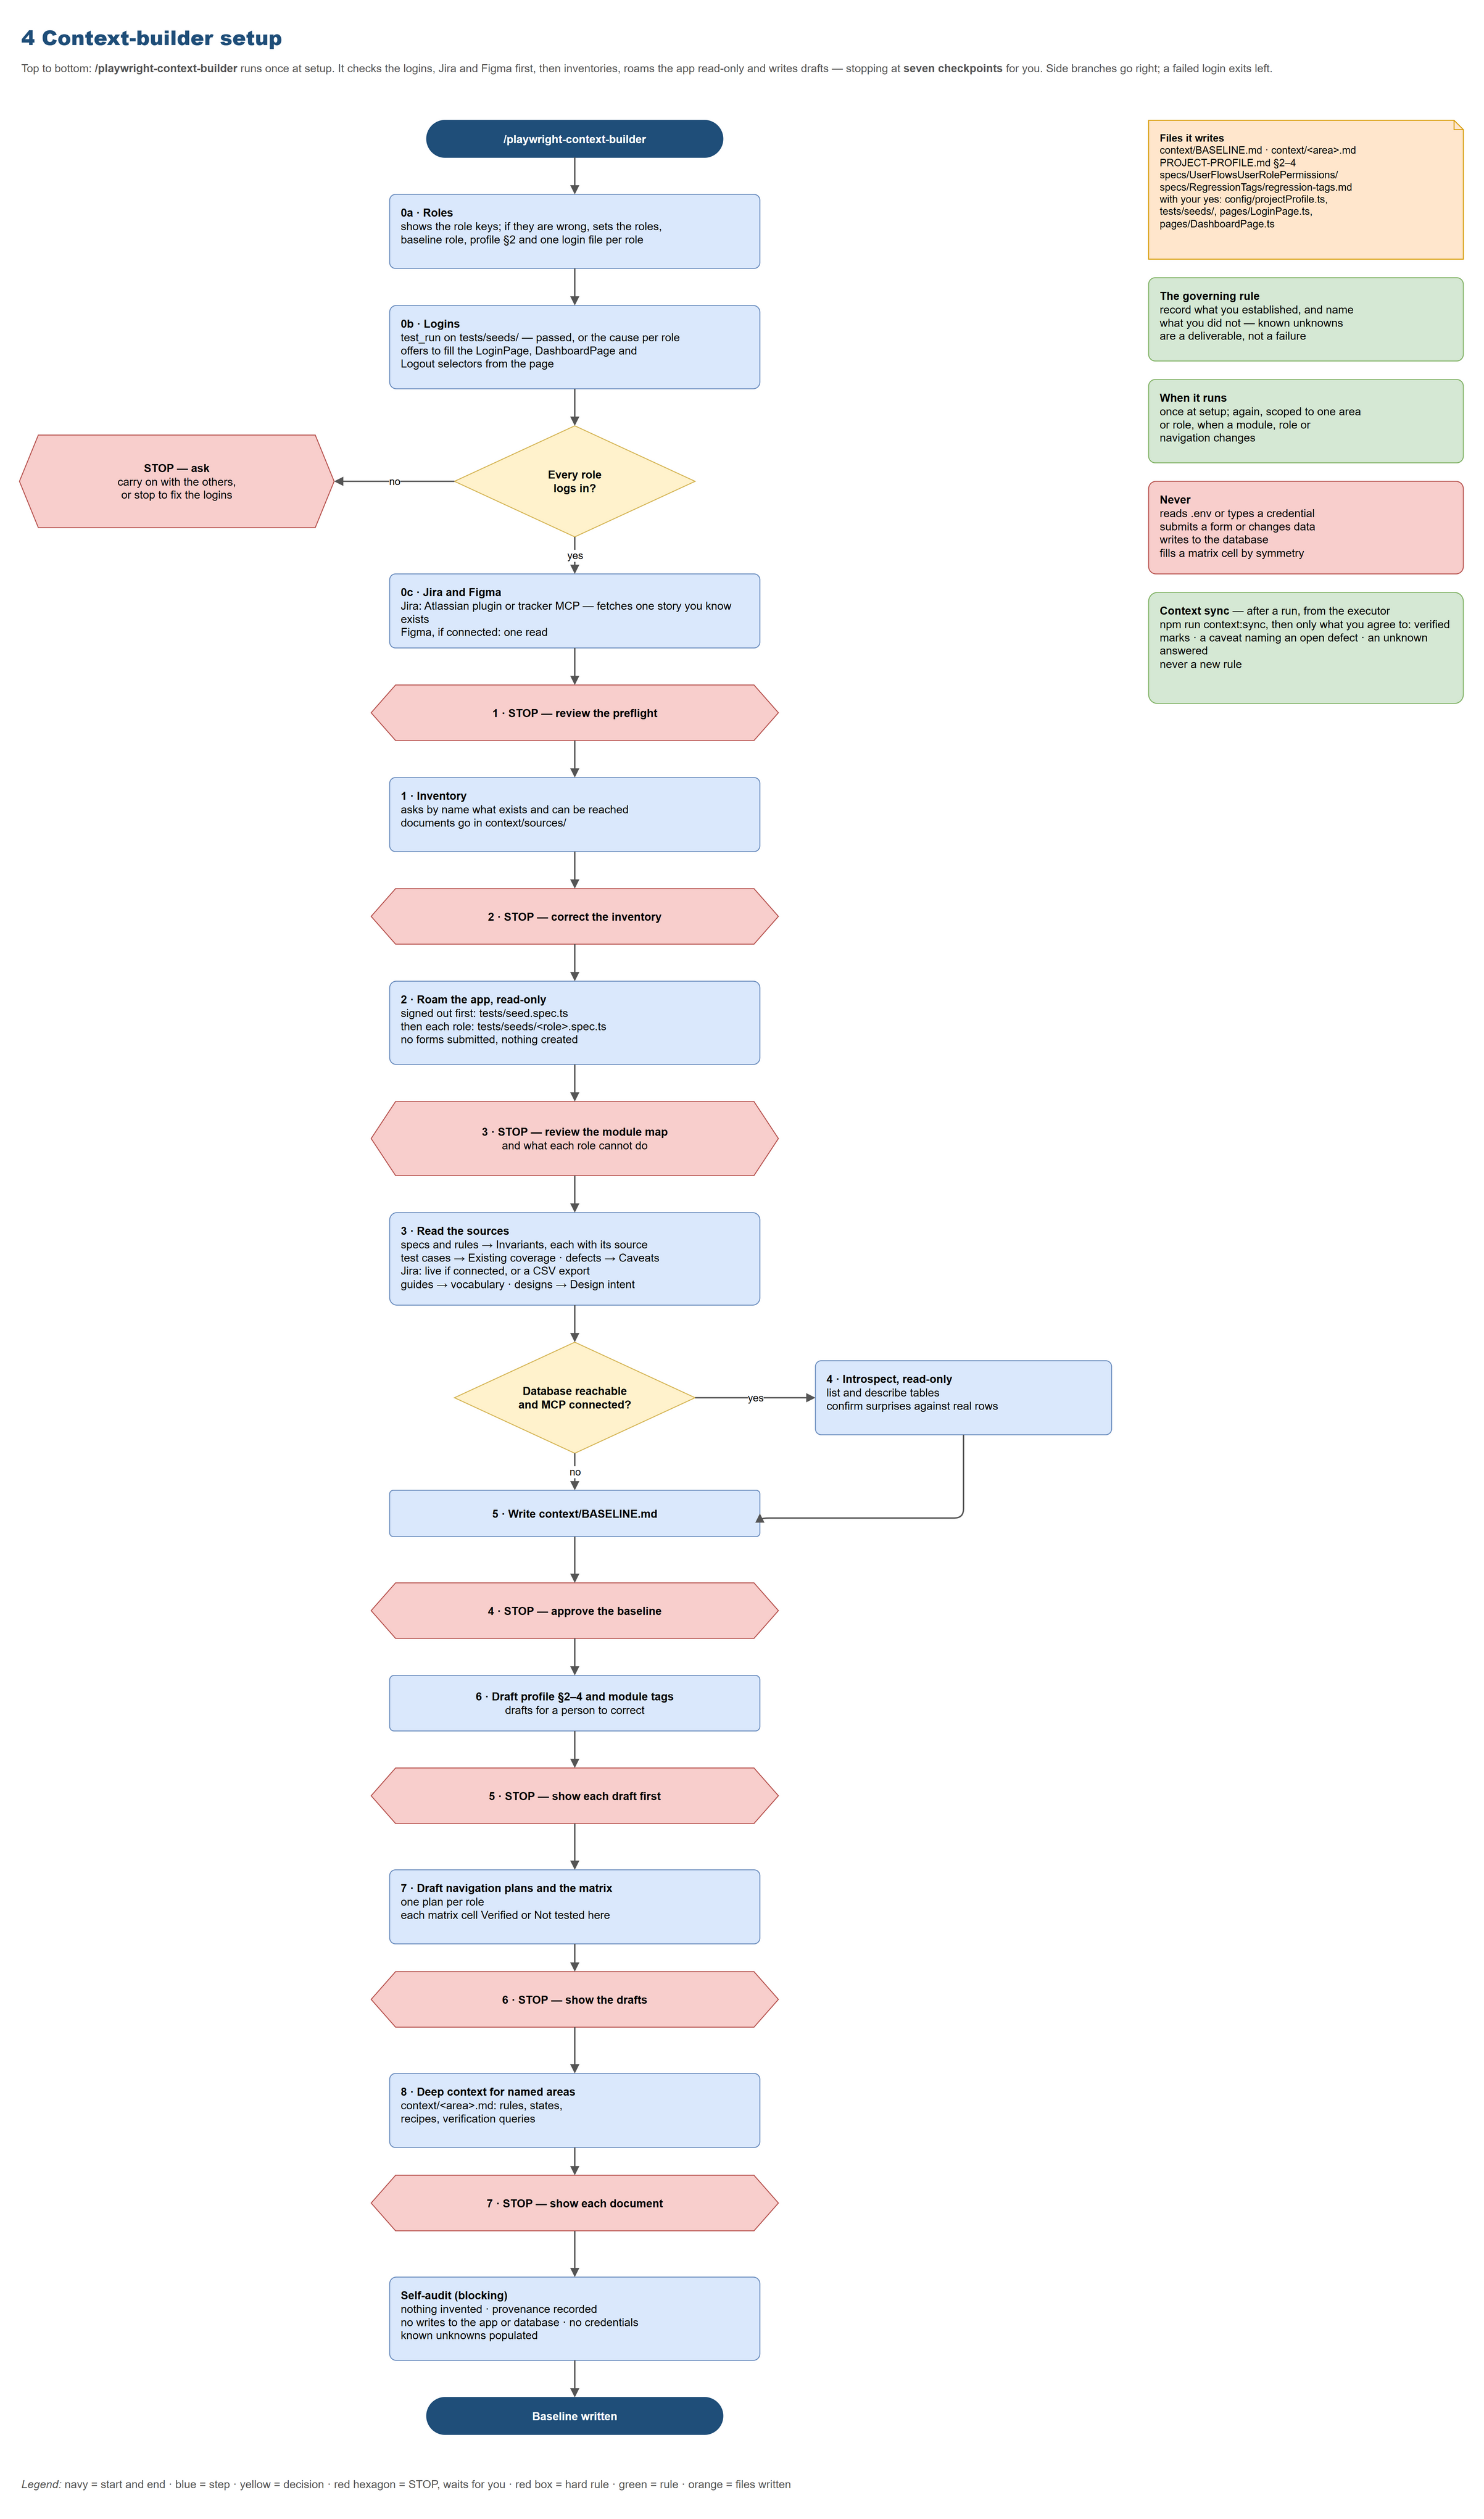 4 Context-builder setup
Top to bottom: /playwright-context-builder runs once at setup. It checks the logins, Jira and Figma first, then inventories, roams the app read-only and writes drafts — stopping at seven checkpoints for you. Side branches go right; a failed login exits left.
/playwright-context-builder
0a · Roles
shows the role keys; if they are wrong, sets the roles,
baseline role, profile §2 and one login file per role
0b · Logins
test_run on tests/seeds/ — passed, or the cause per role
offers to fill the LoginPage, DashboardPage and
Logout selectors from the page
Every role
logs in?
no
STOP — ask
carry on with the others,
or stop to fix the logins
yes
0c · Jira and Figma
Jira: Atlassian plugin or tracker MCP — fetches one story you know
exists
Figma, if connected: one read
1 · STOP — review the preflight
1 · Inventory
asks by name what exists and can be reached
documents go in context/sources/
2 · STOP — correct the inventory
2 · Roam the app, read-only
signed out first: tests/seed.spec.ts
then each role: tests/seeds/<role>.spec.ts
no forms submitted, nothing created
3 · STOP — review the module map
and what each role cannot do
3 · Read the sources
specs and rules → Invariants, each with its source
test cases → Existing coverage · defects → Caveats
Jira: live if connected, or a CSV export
guides → vocabulary · designs → Design intent
Database reachable
and MCP connected?
yes
4 · Introspect, read-only
list and describe tables
confirm surprises against real rows
no
5 · Write context/BASELINE.md
4 · STOP — approve the baseline
6 · Draft profile §2–4 and module tags
drafts for a person to correct
5 · STOP — show each draft first
7 · Draft navigation plans and the matrix
one plan per role
each matrix cell Verified or Not tested here
6 · STOP — show the drafts
8 · Deep context for named areas
context/<area>.md: rules, states,
recipes, verification queries
7 · STOP — show each document
Self-audit (blocking)
nothing invented · provenance recorded
no writes to the app or database · no credentials
known unknowns populated
Baseline written
Files it writes
context/BASELINE.md · context/<area>.md
PROJECT-PROFILE.md §2–4
specs/UserFlowsUserRolePermissions/
specs/RegressionTags/regression-tags.md
with your yes: config/projectProfile.ts,
tests/seeds/, pages/LoginPage.ts,
pages/DashboardPage.ts
The governing rule
record what you established, and name
what you did not — known unknowns
are a deliverable, not a failure
When it runs
once at setup; again, scoped to one area
or role, when a module, role or
navigation changes
Never
reads .env or types a credential
submits a form or changes data
writes to the database
fills a matrix cell by symmetry
Context sync — after a run, from the executor
npm run context:sync, then only what you agree to: verified
marks · a caveat naming an open defect · an unknown
answered
never a new rule
Legend: navy = start and end · blue = step · yellow = decision · red hexagon = STOP, waits for you · red box = hard rule · green = rule · orange = files written